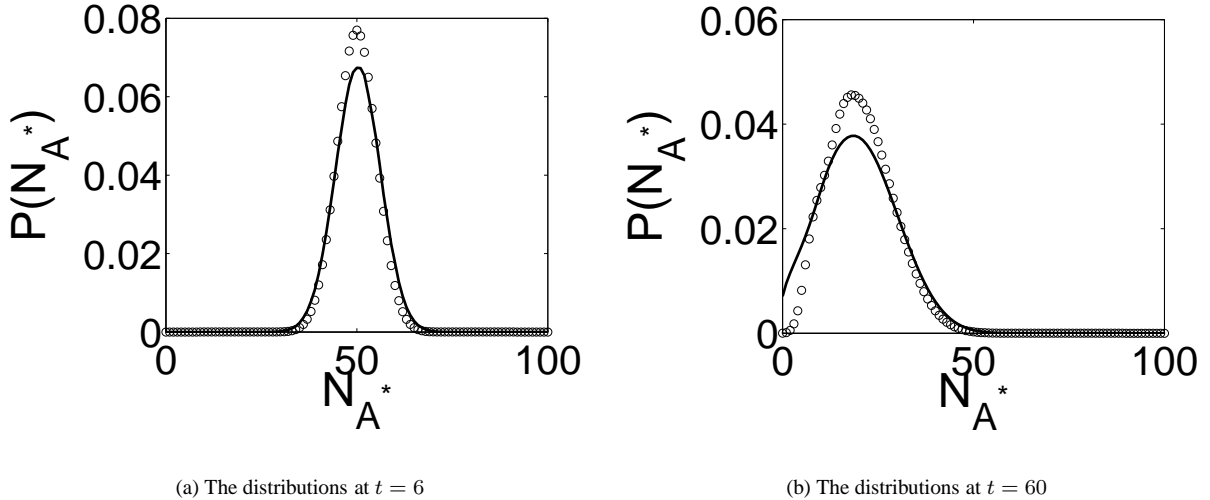 0.08
0.06
0.04
0.02
0
P(N_A*)
0 50 100
N_A*
0.06
0.04
0.02
0
P(N_A*)
0 50 100
N_A*
(a) The distributions at t = 6
(b) The distributions at t = 60